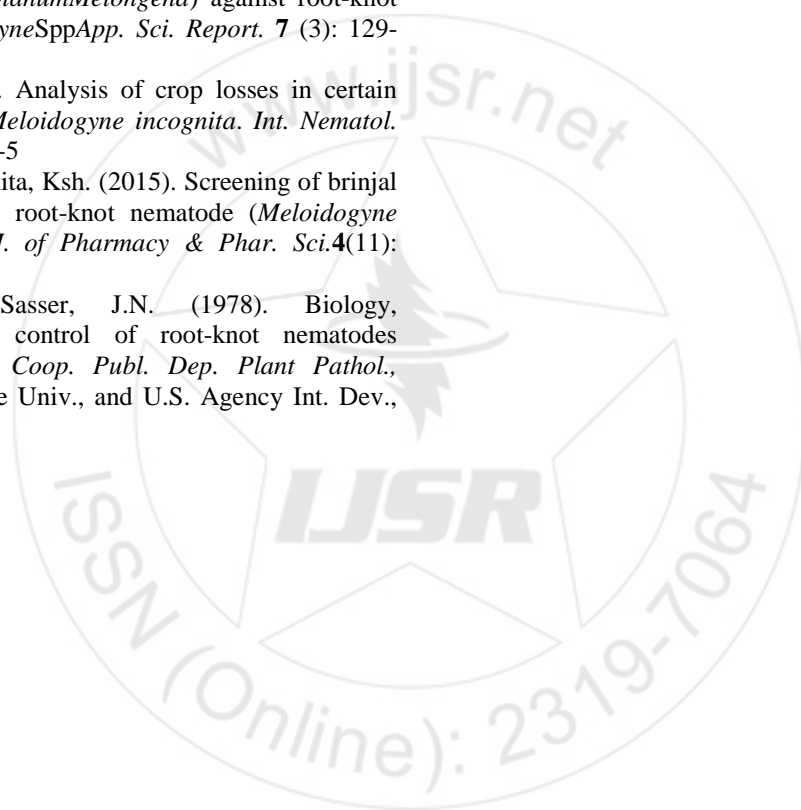 anumMelongena) against root-knot
yneSppApp. Sci. Report. 7 (3): 129-
. Analysis of crop losses in certain
Meloidogyne incognita. Int. Nematol.
-5
ita, Ksh. (2015). Screening of brinjal
root-knot nematode (Meloidogyne
J. of Pharmacy & Phar. Sci.4(11):
Sasser, J.N. (1978). Biology,
control of root-knot nematodes
Coop. Publ. Dep. Plant Pathol.,
e Univ., and U.S. Agency Int. Dev.,
www.ijsr.net
IJSR
ISSN (Online): 2319-7064